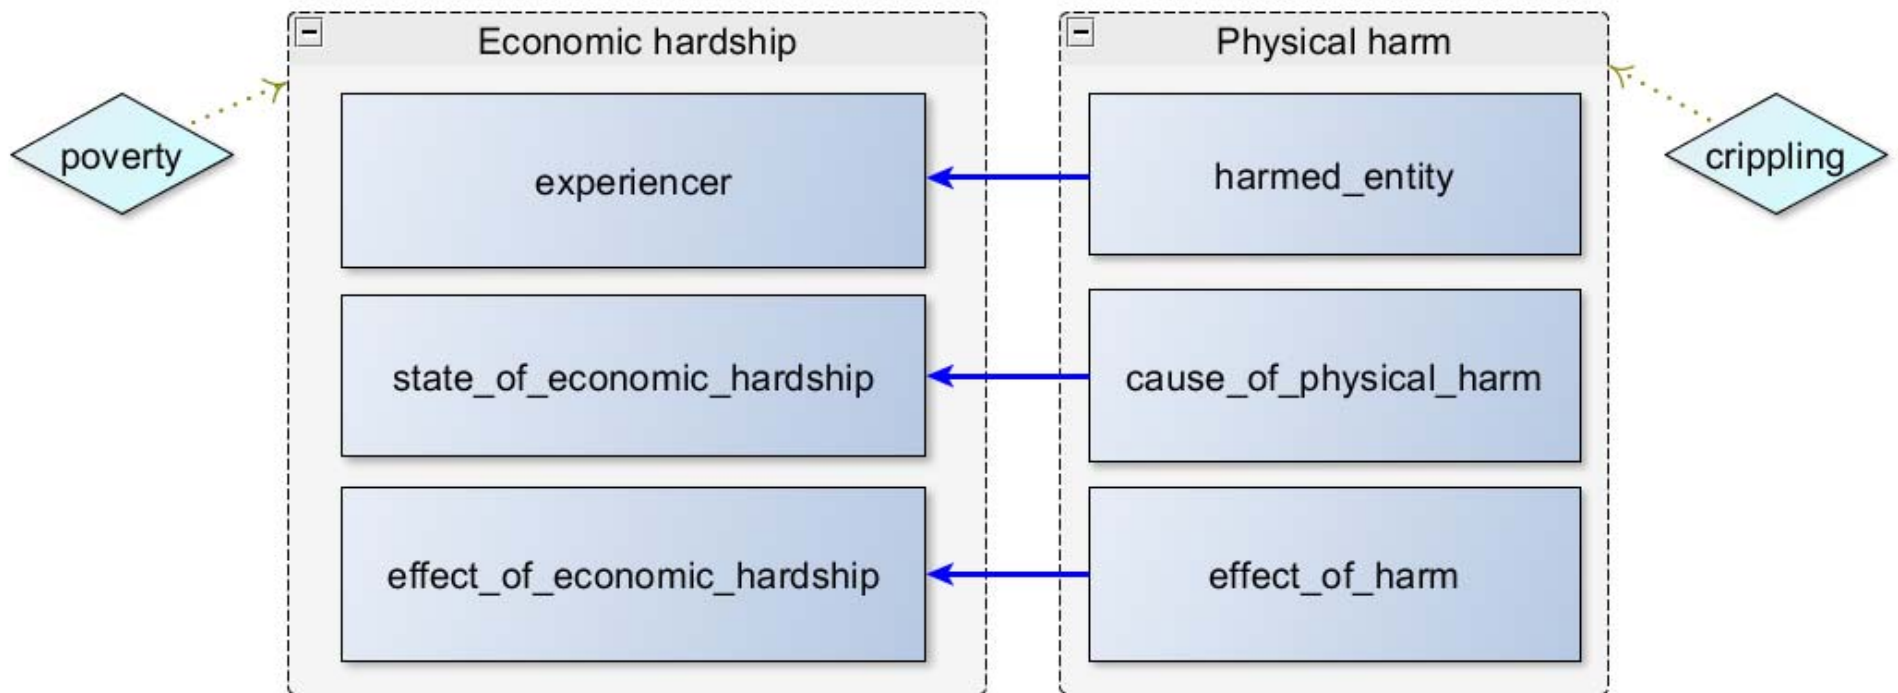 Economic hardship
Physical harm
poverty
experiencer
harmed_entity
crippling
state_of_economic_hardship
cause_of_physical_harm
effect_of_economic_hardship
effect_of_harm